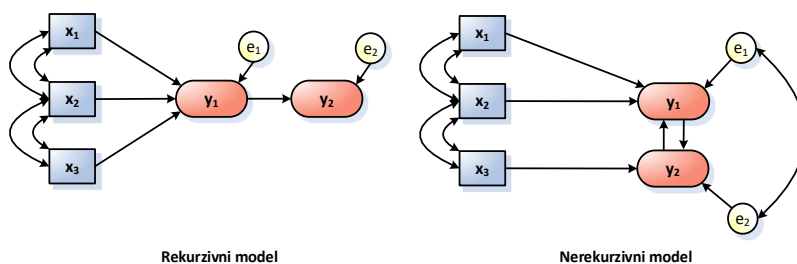 x1
x2
x3
e1
y1
e2
y2
Rekurzivni model
x1
x2
x3
e1
y1
y2
e2
Nerekurzivni model